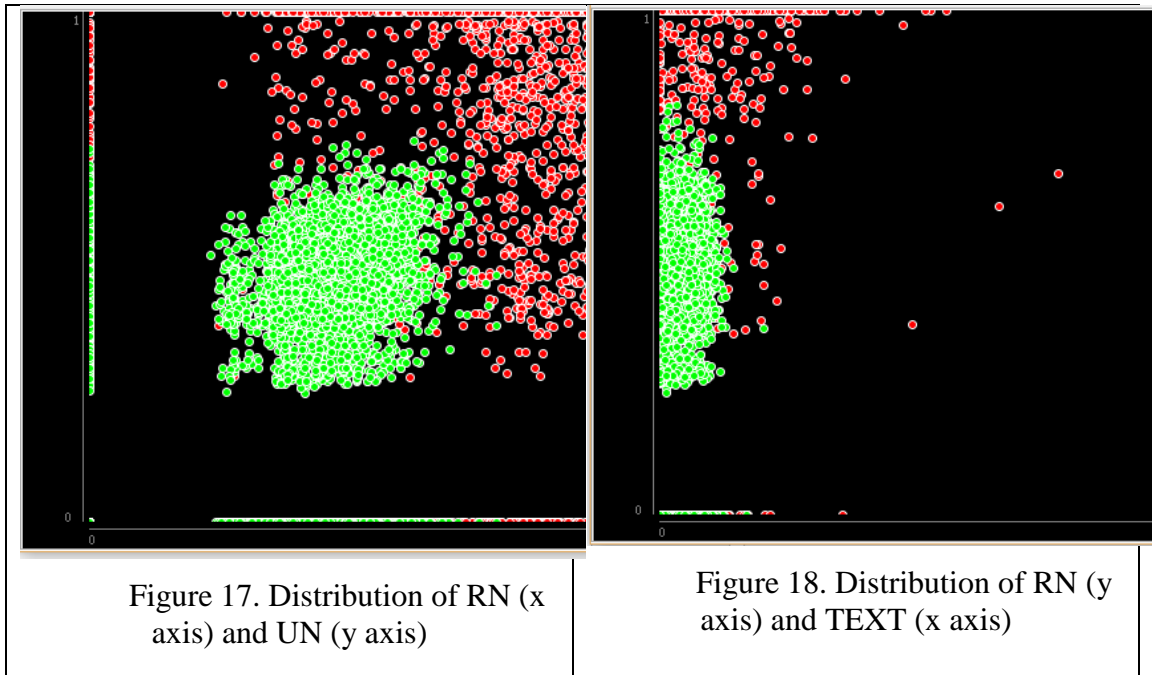 1
0
0
Figure 17. Distribution of RN (x
axis) and UN (y axis)
1
0
0
Figure 18. Distribution of RN (y
axis) and TEXT (x axis)